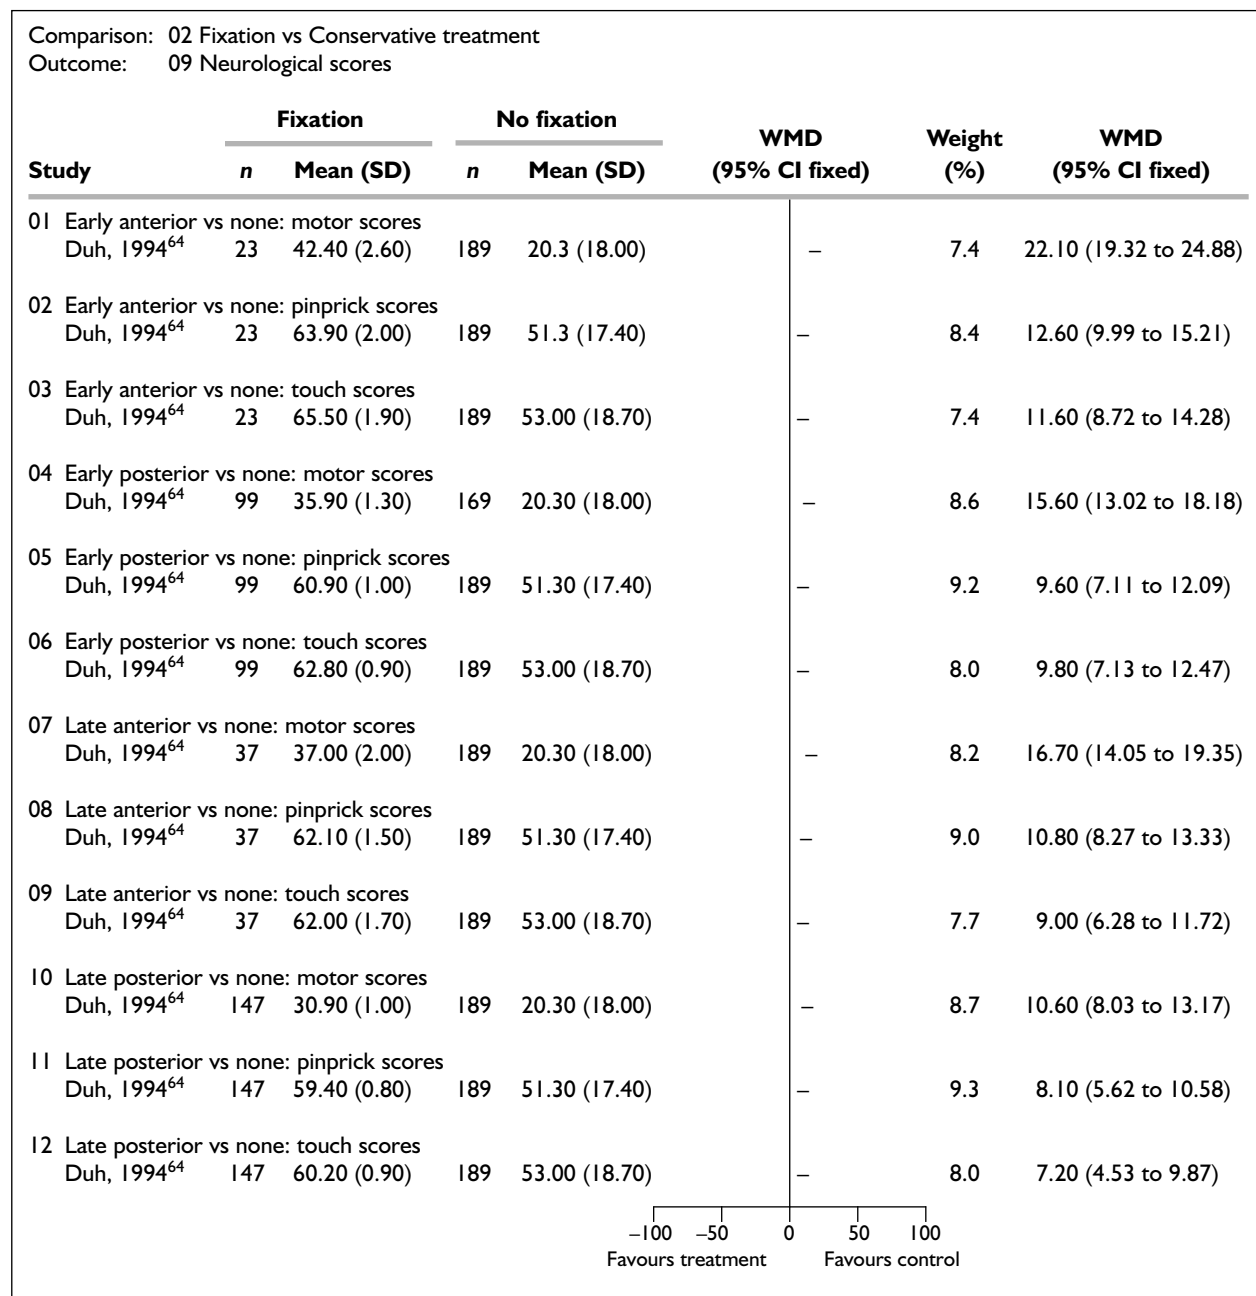 Comparison: 02 Fixation vs Conservative treatment
Outcome: 09 Neurological scores
Fixation No fixation WMD Weight WMD
Study n Mean (SD) n Mean (SD) (95% CI fixed) (%) (95% CI fixed)
01 Early anterior vs none: motor scores
Duh, 1994⁶⁴ 23 42.40 (2.60) 189 20.3 (18.00) 7.4 22.10 (19.32 to 24.88)
02 Early anterior vs none: pinprick scores
Duh, 1994⁶⁴ 23 63.90 (2.00) 189 51.3 (17.40) 8.4 12.60 (9.99 to 15.21)
03 Early anterior vs none: touch scores
Duh, 1994⁶⁴ 23 65.50 (1.90) 189 53.00 (18.70) 7.4 11.60 (8.72 to 14.28)
04 Early posterior vs none: motor scores
Duh, 1994⁶⁴ 99 35.90 (1.30) 169 20.30 (18.00) 8.6 15.60 (13.02 to 18.18)
05 Early posterior vs none: pinprick scores
Duh, 1994⁶⁴ 99 60.90 (1.00) 189 51.30 (17.40) 9.2 9.60 (7.11 to 12.09)
06 Early posterior vs none: touch scores
Duh, 1994⁶⁴ 99 62.80 (0.90) 189 53.00 (18.70) 8.0 9.80 (7.13 to 12.47)
07 Late anterior vs none: motor scores
Duh, 1994⁶⁴ 37 37.00 (2.00) 189 20.30 (18.00) 8.2 16.70 (14.05 to 19.35)
08 Late anterior vs none: pinprick scores
Duh, 1994⁶⁴ 37 62.10 (1.50) 189 51.30 (17.40) 9.0 10.80 (8.27 to 13.33)
09 Late anterior vs none: touch scores
Duh, 1994⁶⁴ 37 62.00 (1.70) 189 53.00 (18.70) 7.7 9.00 (6.28 to 11.72)
10 Late posterior vs none: motor scores
Duh, 1994⁶⁴ 147 30.90 (1.00) 189 20.30 (18.00) 8.7 10.60 (8.03 to 13.17)
11 Late posterior vs none: pinprick scores
Duh, 1994⁶⁴ 147 59.40 (0.80) 189 51.30 (17.40) 9.3 8.10 (5.62 to 10.58)
12 Late posterior vs none: touch scores
Duh, 1994⁶⁴ 147 60.20 (0.90) 189 53.00 (18.70) 8.0 7.20 (4.53 to 9.87)
–100 –50 0 50 100
Favours treatment Favours control